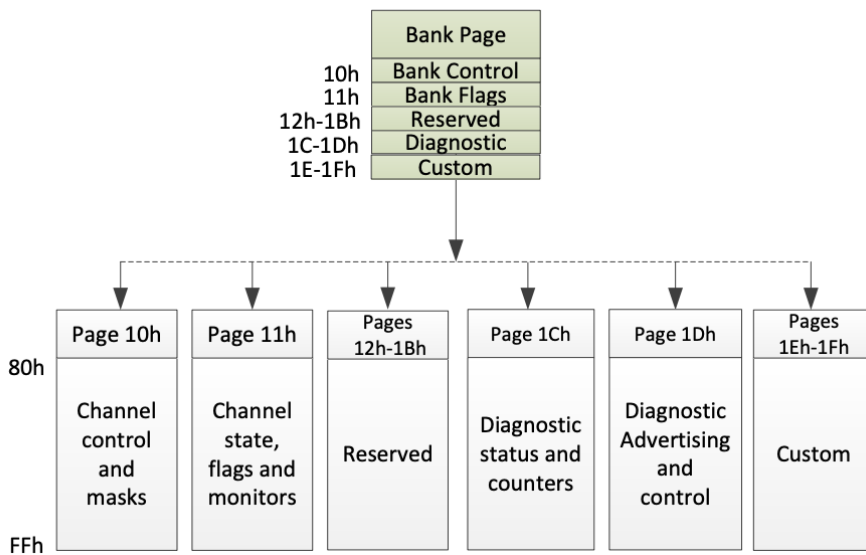 Bank Page
10h Bank Control
11h Bank Flags
12h-1Bh Reserved
1C-1Dh Diagnostic
1E-1Fh Custom
Page 10h
Page 11h
Pages
12h-1Bh
Page 1Ch
Page 1Dh
Pages
1Eh-1Fh
80h
Channel
control
and
masks
Channel
state,
flags and
monitors
Reserved
Diagnostic
status and
counters
Diagnostic
Advertising
and
control
Custom
FFh